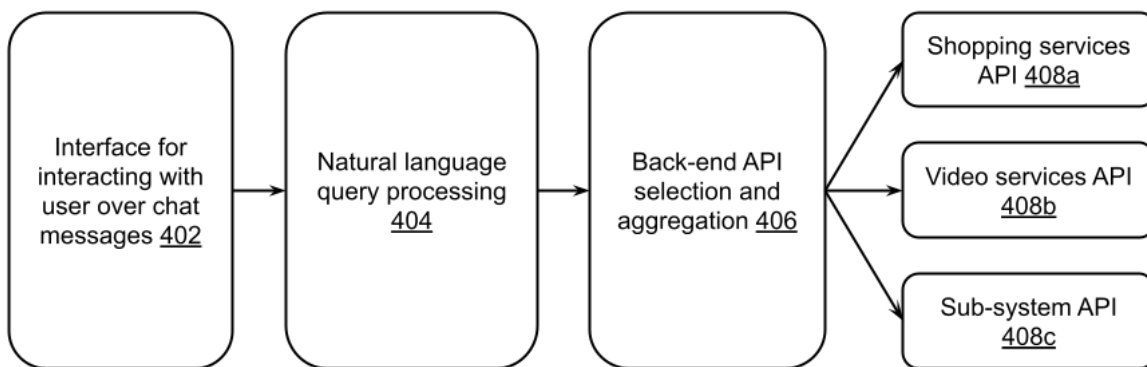 Interface for
interacting with
user over chat
messages 402
Natural language
query processing
404
Back-end API
selection and
aggregation 406
Shopping services
API 408a
Video services API
408b
Sub-system API
408c